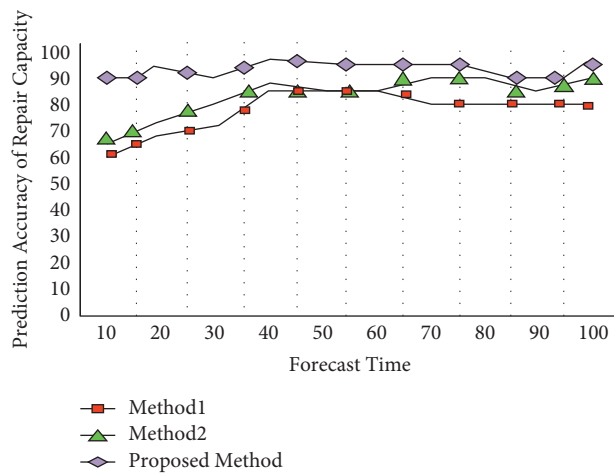 Prediction Accuracy of Repair Capacity
100
90
80
70
60
50
40
30
20
10
0
10 20 30 40 50 60 70 80 90 100
Forecast Time
Method1
Method2
Proposed Method